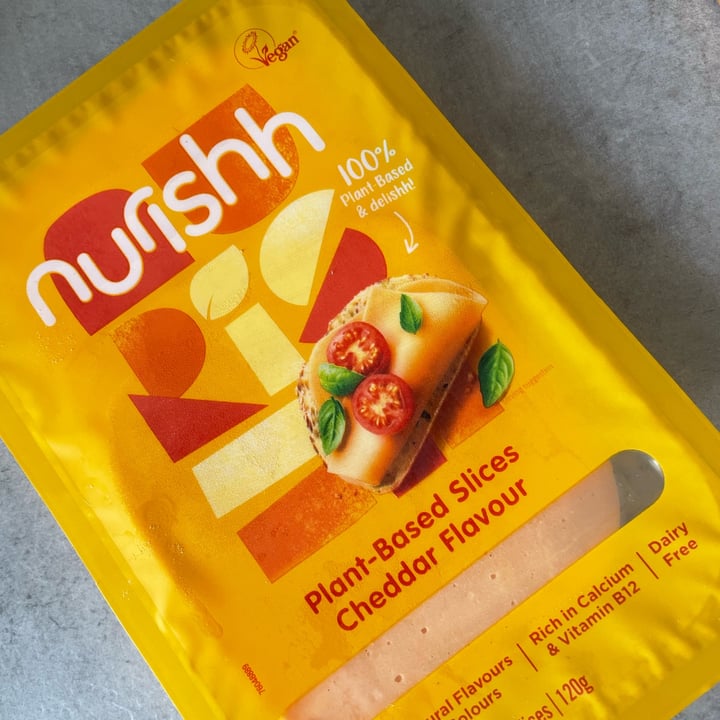 Vegan
nurishh
100%
Plant-Based
& delishh!
Plant-Based Slices
Cheddar Flavour
Rich in Calcium
& Vitamin B12
Dairy
Free
Flavours
120g